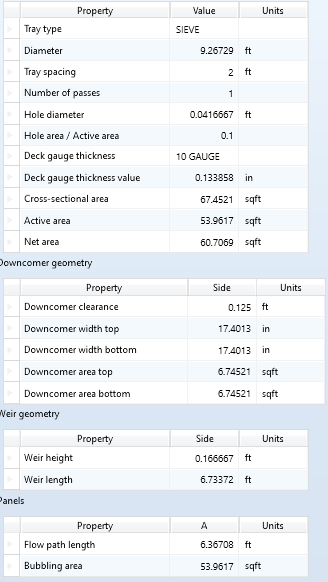 Property Value Units
Tray type SIEVE
Diameter 9.26729 ft
Tray spacing 2 ft
Number of passes 1
Hole diameter 0.0416667 ft
Hole area / Active area 0.1
Deck gauge thickness 10 GAUGE
Deck gauge thickness value 0.133858 in
Cross-sectional area 67.4521 sqft
Active area 53.9617 sqft
Net area 60.7069 sqft
Downcomer geometry
Property Side Units
Downcomer clearance 0.125 ft
Downcomer width top 17.4013 in
Downcomer width bottom 17.4013 in
Downcomer area top 6.74521 sqft
Downcomer area bottom 6.74521 sqft
Weir geometry
Property Side Units
Weir height 0.166667 ft
Weir length 6.73372 ft
Panels
Property A Units
Flow path length 6.36708 ft
Bubbling area 53.9617 sqft